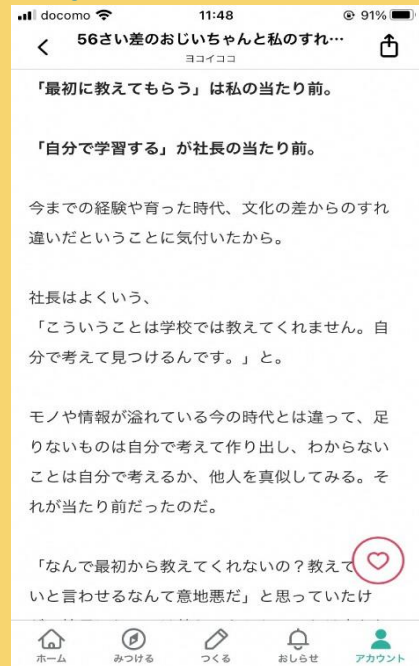 docomo 11:48 91%
56さい差のおじいちゃんと私のすれ…
ヨコイココ
「最初に教えてもらう」は私の当たり前。
「自分で学習する」が社長の当たり前。
今までの経験や育った時代、文化の差からのすれ
違いだということに気付いたから。
社長はよくいう、
「こういうことは学校では教えてくれません。自
分で考えて見つけるんです。」と。
モノや情報が溢れている今の時代とは違って、足
りないものは自分で考えて作り出し、わからない
ことは自分で考えるか、他人を真似してみる。そ
れが当たり前だったのだ。
「なんで最初から教えてくれないの？教えて
いと言わせるなんて意地悪だ」と思っていたけ
ホーム みつける つくる おしらせ アカウント